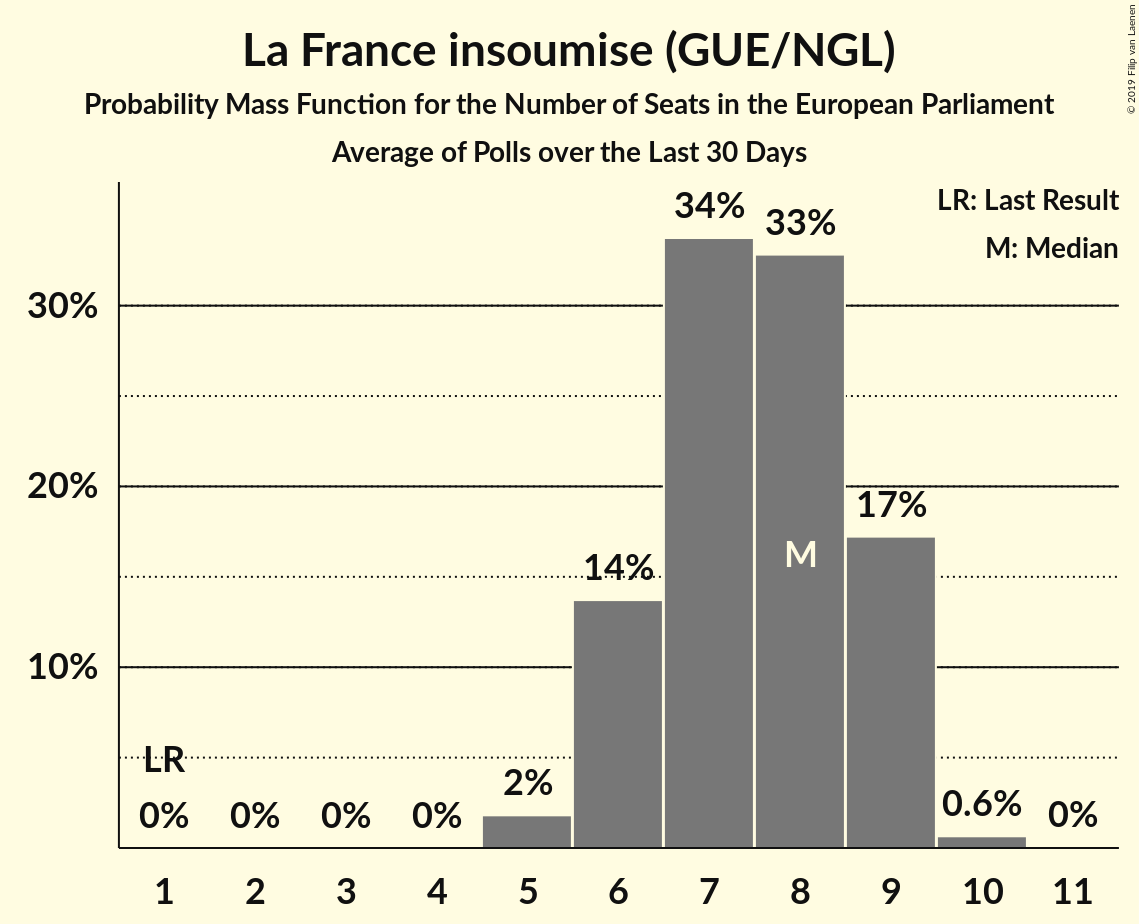 La France insoumise (GUE/NGL)
Probability Mass Function for the Number of Seats in the European Parliament
Average of Polls over the Last 30 Days
© 2019 Filip van Laenen
LR: Last Result
M: Median
34%
33%
30%
20%
17%
M
14%
10%
LR
2%
0.6%
0%
0%
0%
0%
0%
1 2 3 4 5 6 7 8 9 10 11